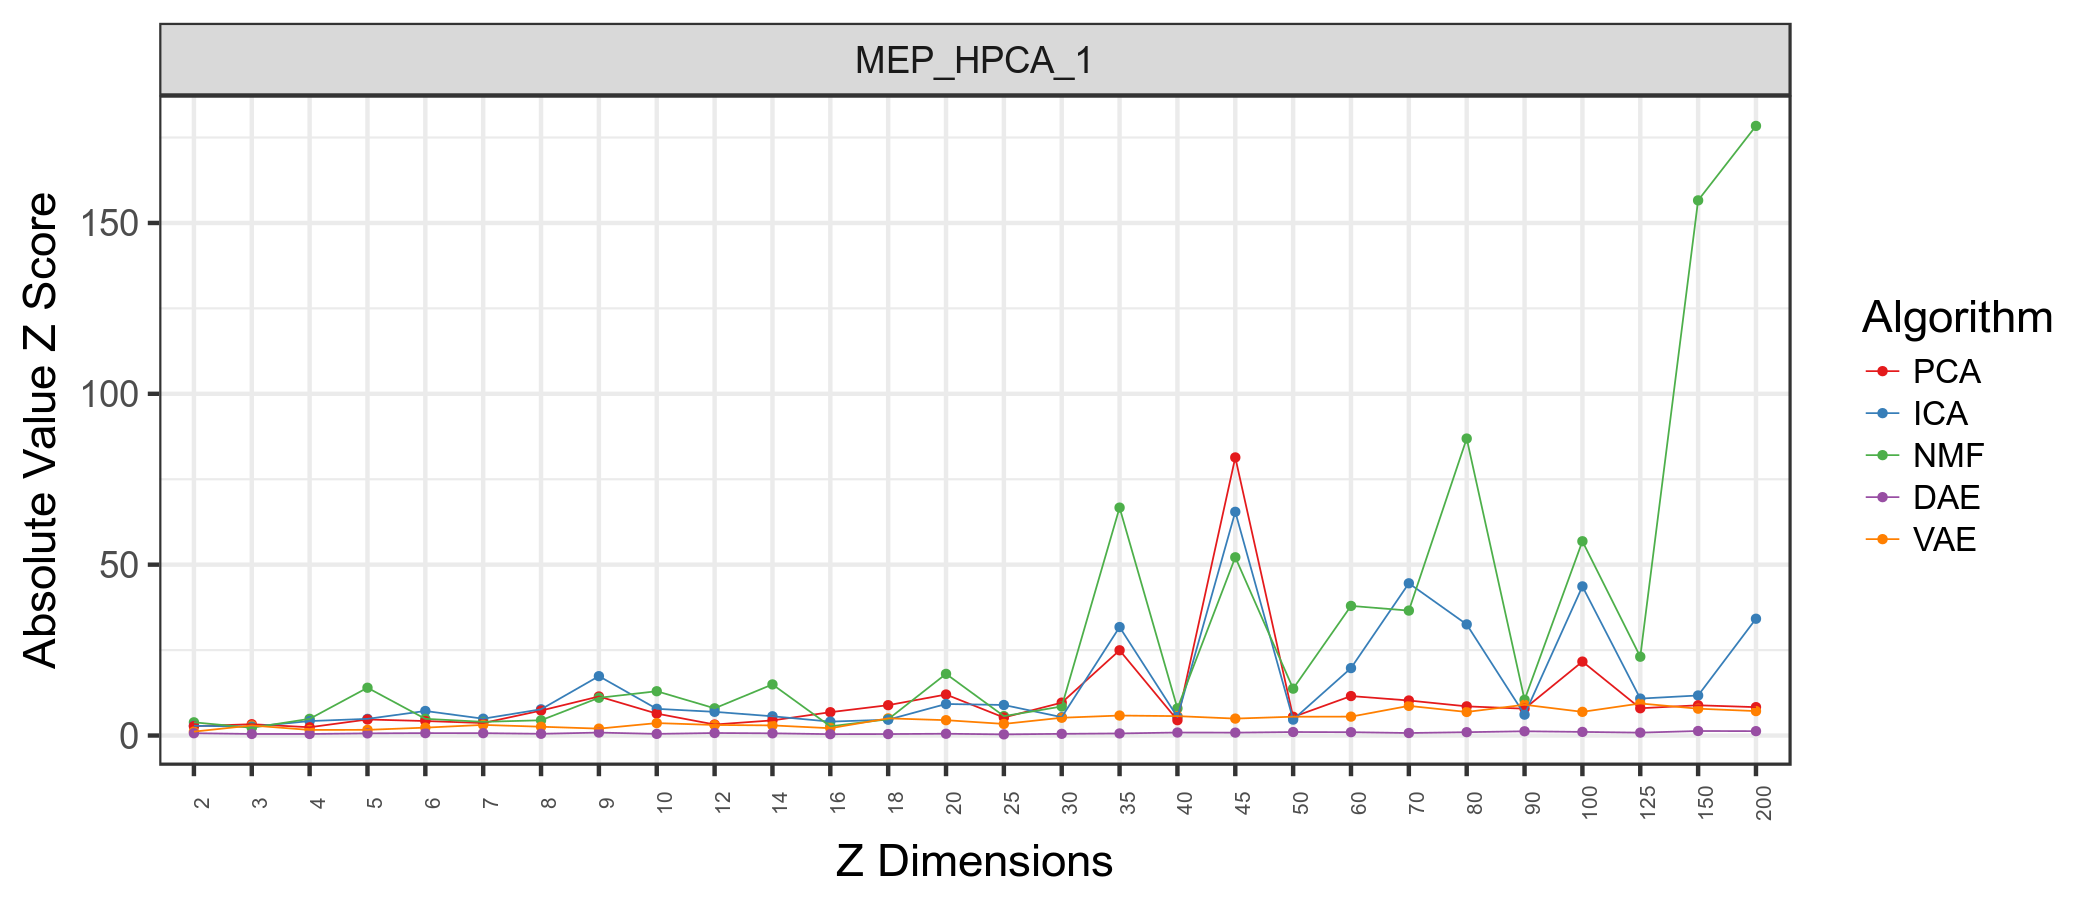 MEP_HPCA_1
Absolute Value Z Score
150
100
50
0
2 3 4 5 6 7 8 9 10 12 14 16 18 20 25 30 35 40 45 50 60 70 80 90 100 125 150 200
Z Dimensions
Algorithm
PCA
ICA
NMF
DAE
VAE